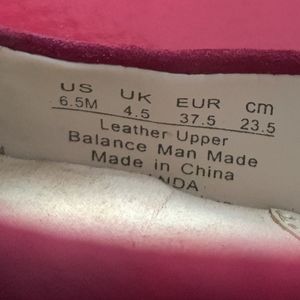 US UK EUR cm
6.5M 4.5 37.5 23.5
Leather Upper
Balance Man Made
Made in China